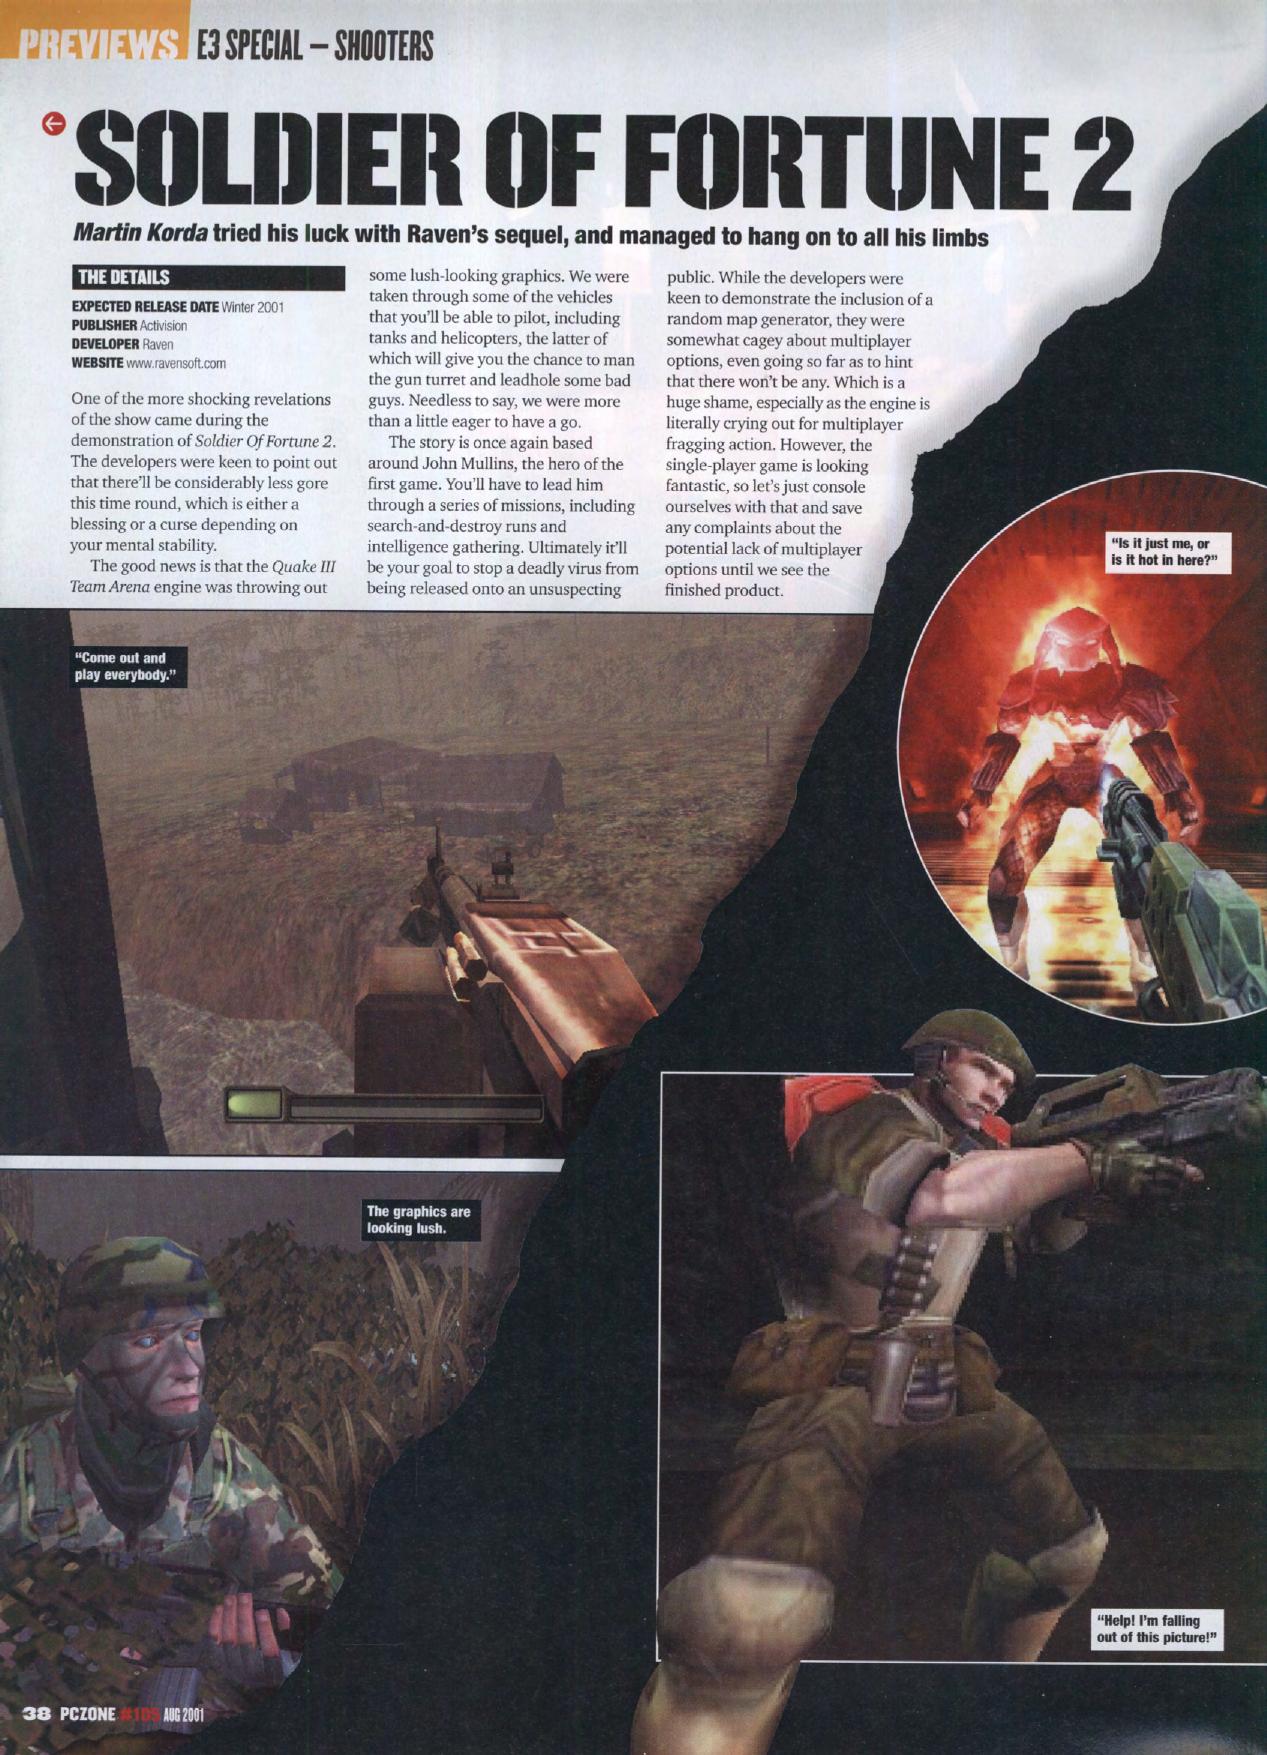 PREVIEWS E3 SPECIAL – SHOOTERS
SOLDIER OF FORTUNE 2
Martin Korda tried his luck with Raven's sequel, and managed to hang on to all his limbs
THE DETAILS
EXPECTED RELEASE DATE Winter 2001
PUBLISHER Activision
DEVELOPER Raven
WEBSITE www.ravensoft.com
One of the more shocking revelations
of the show came during the
demonstration of Soldier Of Fortune 2.
The developers were keen to point out
that there'll be considerably less gore
this time round, which is either a
blessing or a curse depending on
your mental stability.
The good news is that the Quake III
Team Arena engine was throwing out
some lush-looking graphics. We were
taken through some of the vehicles
that you'll be able to pilot, including
tanks and helicopters, the latter of
which will give you the chance to man
the gun turret and leadhole some bad
guys. Needless to say, we were more
than a little eager to have a go.
The story is once again based
around John Mullins, the hero of the
first game. You'll have to lead him
through a series of missions, including
search-and-destroy runs and
intelligence gathering. Ultimately it'll
be your goal to stop a deadly virus from
being released onto an unsuspecting
public. While the developers were
keen to demonstrate the inclusion of a
random map generator, they were
somewhat cagey about multiplayer
options, even going so far as to hint
that there won't be any. Which is a
huge shame, especially as the engine is
literally crying out for multiplayer
fragging action. However, the
single-player game is looking
fantastic, so let's just console
ourselves with that and save
any complaints about the
potential lack of multiplayer
options until we see the
finished product.
"Is it just me, or
is it hot in here?"
"Come out and
play everybody."
The graphics are
looking lush.
"Help! I'm falling
out of this picture!"
38 PCZONE #105 AUG 2001